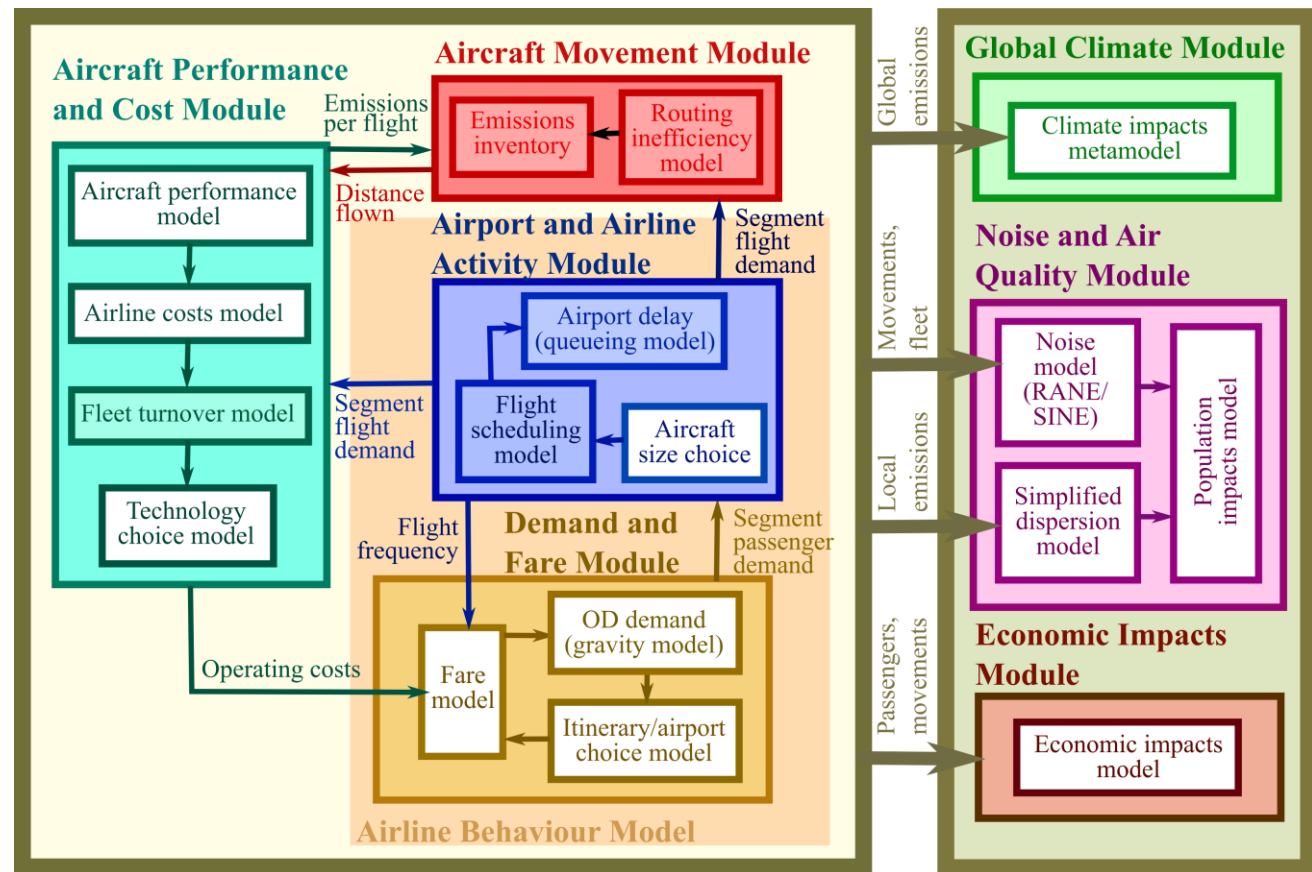 Aircraft Performance
and Cost Module
Emissions
per flight
Distance
flown
Aircraft performance
model
Airline costs model
Fleet turnover model
Technology
choice model
Operating costs
Aircraft Movement Module
Emissions
inventory
Routing
inefficiency
model
Airport and Airline
Activity Module
Segment
flight
demand
Airport delay
(queueing model)
Flight
scheduling
model
Aircraft
size choice
Segment
flight
demand
Flight
frequency
Demand and
Fare Module
Segment
passenger
demand
OD demand
(gravity model)
Fare
model
Itinerary/airport
choice model
Airline Behaviour Model
Global
emissions
Movements,
fleet
Local
emissions
Passengers,
movements
Global Climate Module
Climate impacts
metamodel
Noise and Air
Quality Module
Noise
model
(RANE/
SINE)
Simplified
dispersion
model
Population
impacts model
Economic Impacts
Module
Economic impacts
model